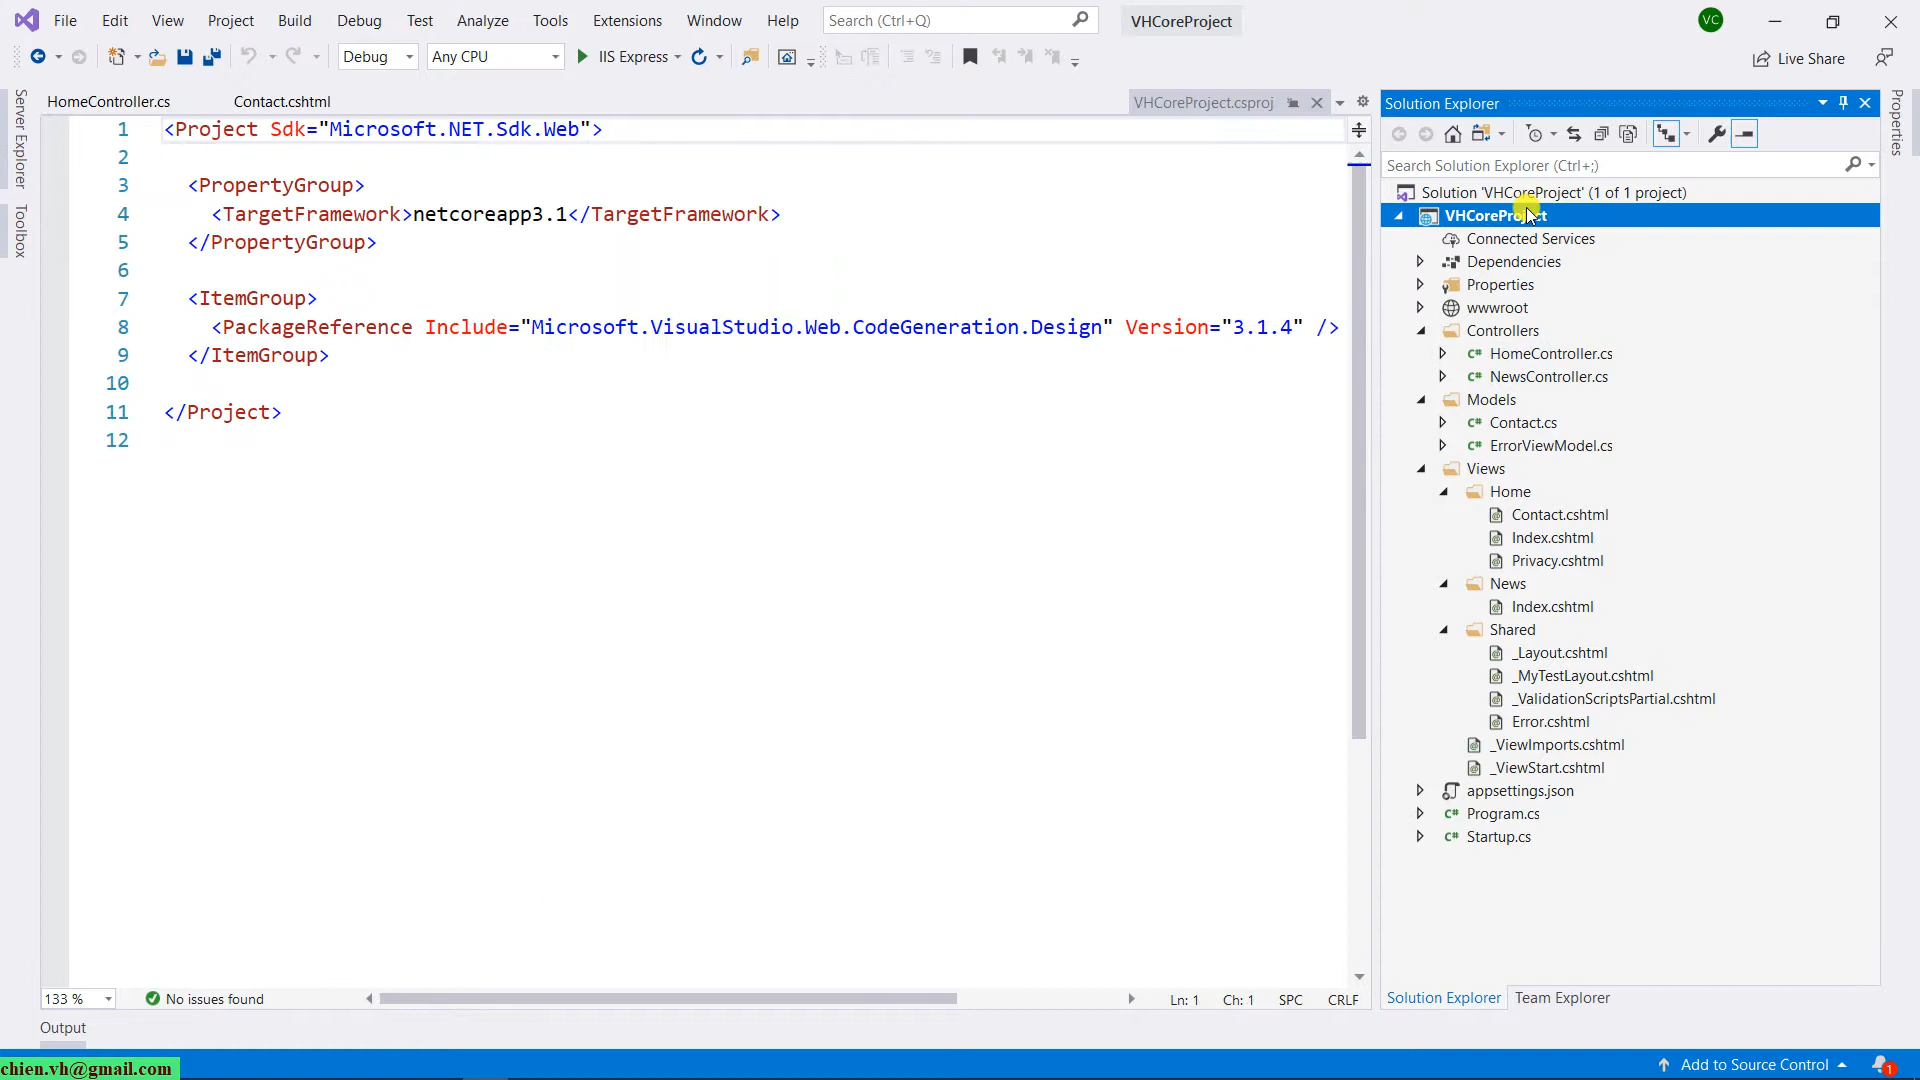 File Edit View Project Build Debug Test Analyze Tools Extensions Window Help Search (Ctrl+Q) VHCoreProject VC
Debug Any CPU IIS Express Live Share
Server Explorer
Toolbox
HomeController.cs Contact.cshtml VHCoreProject.csproj
1 <Project Sdk="Microsoft.NET.Sdk.Web">
2
3 <PropertyGroup>
4 <TargetFramework>netcoreapp3.1</TargetFramework>
5 </PropertyGroup>
6
7 <ItemGroup>
8 <PackageReference Include="Microsoft.VisualStudio.Web.CodeGeneration.Design" Version="3.1.4" />
9 </ItemGroup>
10
11 </Project>
12
133 % No issues found Ln: 1 Ch: 1 SPC CRLF
Output
Solution Explorer
Search Solution Explorer (Ctrl+;)
Solution 'VHCoreProject' (1 of 1 project)
VHCoreProject
Connected Services
Dependencies
Properties
wwwroot
Controllers
C# HomeController.cs
C# NewsController.cs
Models
C# Contact.cs
C# ErrorViewModel.cs
Views
Home
Contact.cshtml
Index.cshtml
Privacy.cshtml
News
Index.cshtml
Shared
_Layout.cshtml
_MyTestLayout.cshtml
_ValidationScriptsPartial.cshtml
Error.cshtml
_ViewImports.cshtml
_ViewStart.cshtml
appsettings.json
C# Program.cs
C# Startup.cs
Solution Explorer Team Explorer
Properties
chien.vh@gmail.com
Add to Source Control 1